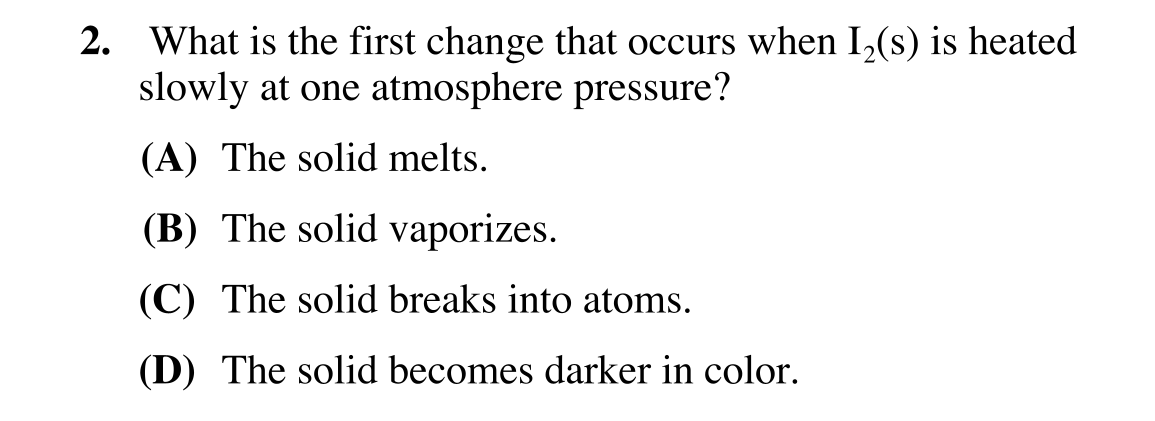 2. What is the first change that occurs when I₂(s) is heated
slowly at one atmosphere pressure?
(A) The solid melts.
(B) The solid vaporizes.
(C) The solid breaks into atoms.
(D) The solid becomes darker in color.